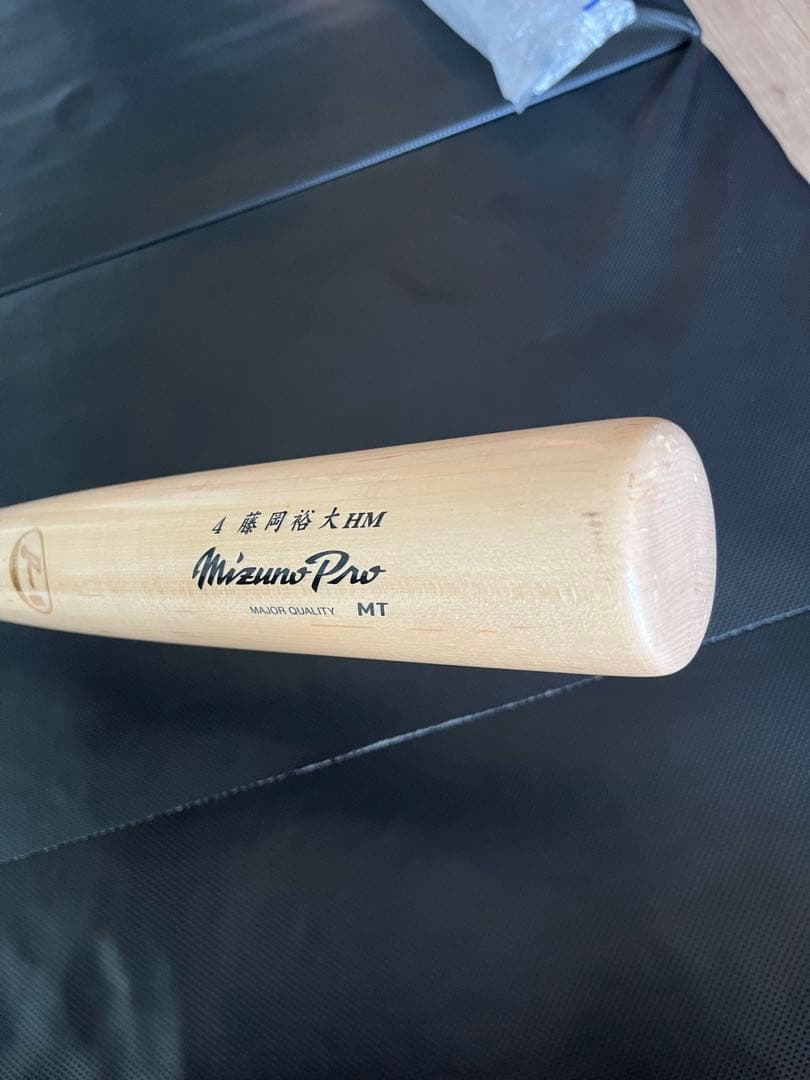 4 藤岡裕大HM
Mizuno Pro
MAJOR QUALITY MT